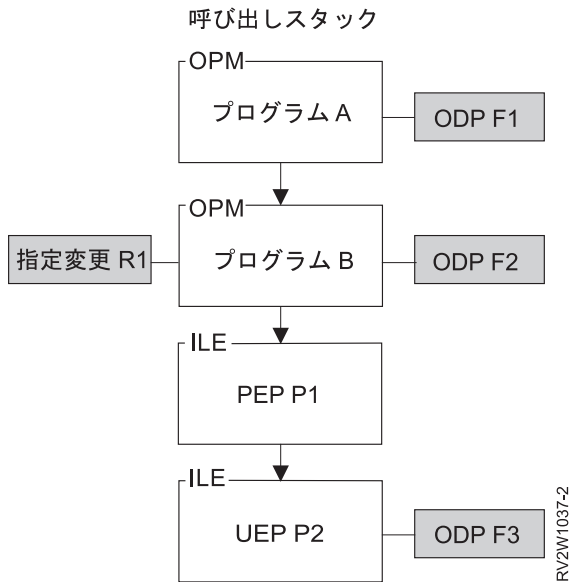 呼び出しスタック
OPM
プログラム A
ODP F1
OPM
指定変更 R1
プログラム B
ODP F2
ILE
PEP P1
ILE
UEP P2
ODP F3
RV2W1037-2